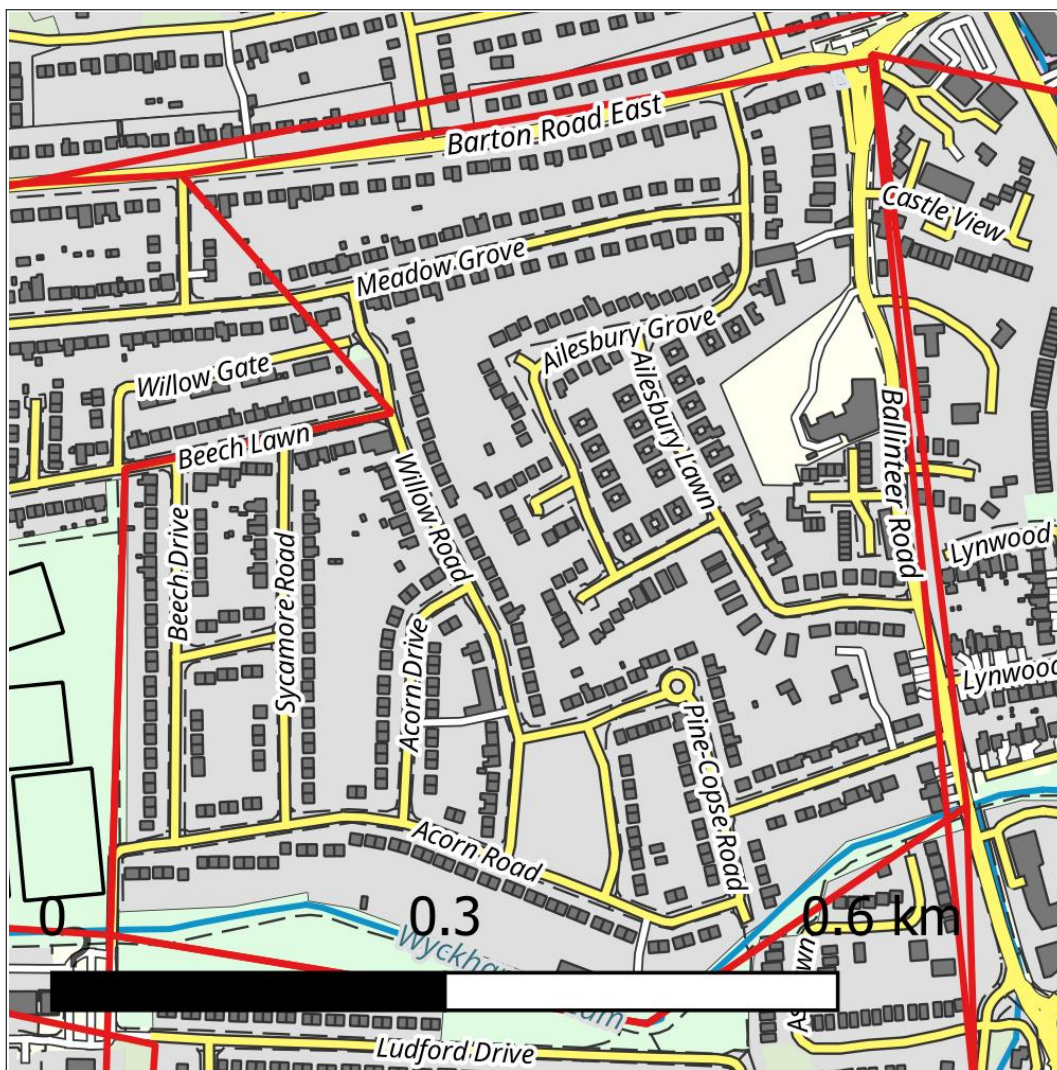 Barton Road East
Castle View
Meadow Grove
Ailesbury Grove
Willow Gate
Ailesbury Lawn
Ballinteer Road
Beech Lawn
Willow Road
Lynwood
Beech Drive
Sycamore Road
Acorn Drive
Lynwood
Pine Copse Road
Acorn Road
0 0.3 0.6 km
Ludford Drive